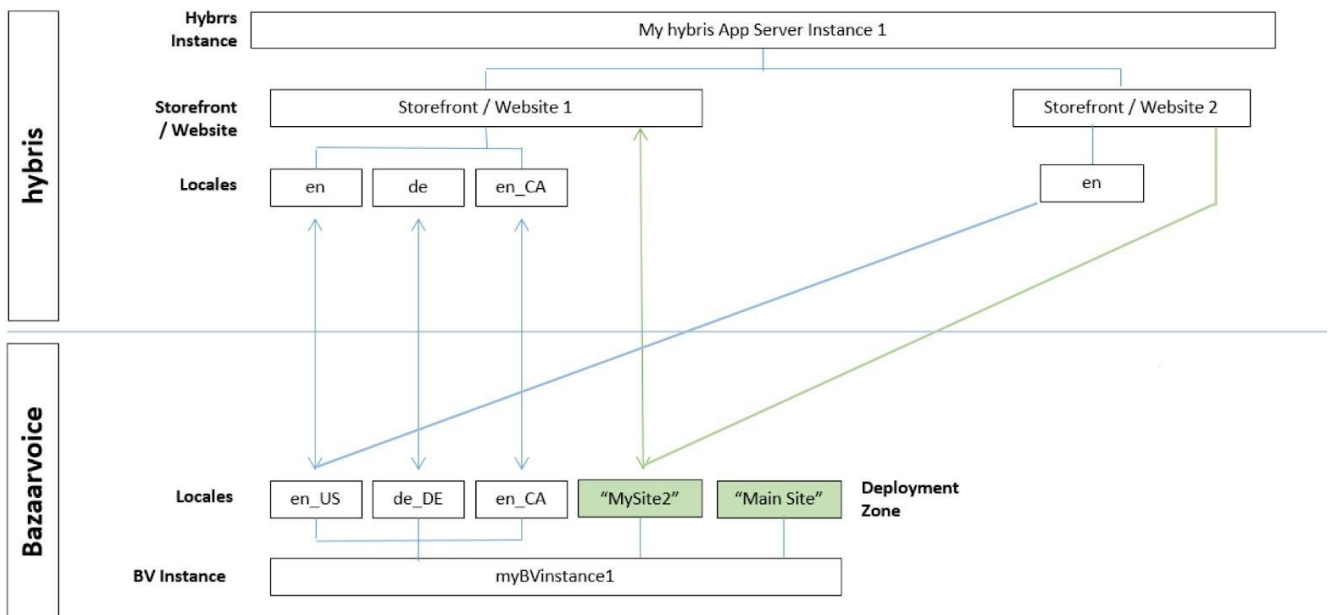 hybris
Hybrrs
Instance
My hybris App Server Instance 1
Storefront
/ Website
Storefront / Website 1
Storefront / Website 2
Locales
en
de
en_CA
en
Bazaarvoice
Locales
en_US
de_DE
en_CA
“MySite2”
“Main Site”
Deployment
Zone
BV Instance
myBVinstance1